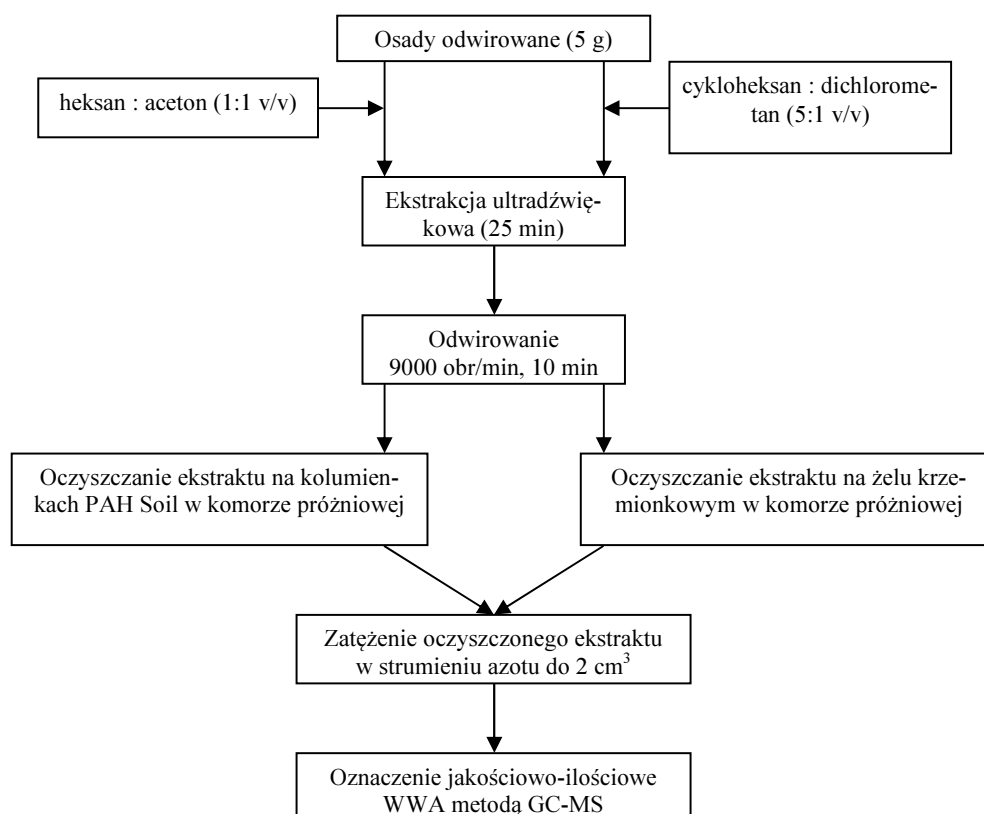 Osady odwirowane (5 g)
heksan : aceton (1:1 v/v)
cykloheksan : dichlorome-
tan (5:1 v/v)
Ekstrakcja ultradźwię-
kowa (25 min)
Odwirowanie
9000 obr/min, 10 min
Oczyszczanie ekstraktu na kolumien-
kach PAH Soil w komorze próżniowej
Oczyszczanie ekstraktu na żelu krze-
mionkowym w komorze próżniowej
Zatężenie oczyszczonego ekstraktu
w strumieniu azotu do 2 cm³
Oznaczenie jakościowo-ilościowe
WWA metodą GC-MS